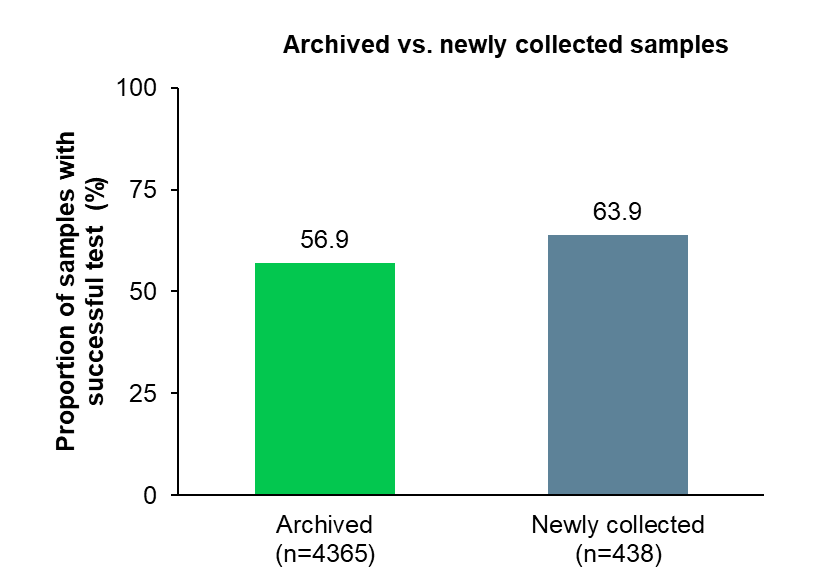 Archived vs. newly collected samples
Proportion of samples with
successful test (%)
100
75
50
25
0
56.9
63.9
Archived
(n=4365)
Newly collected
(n=438)